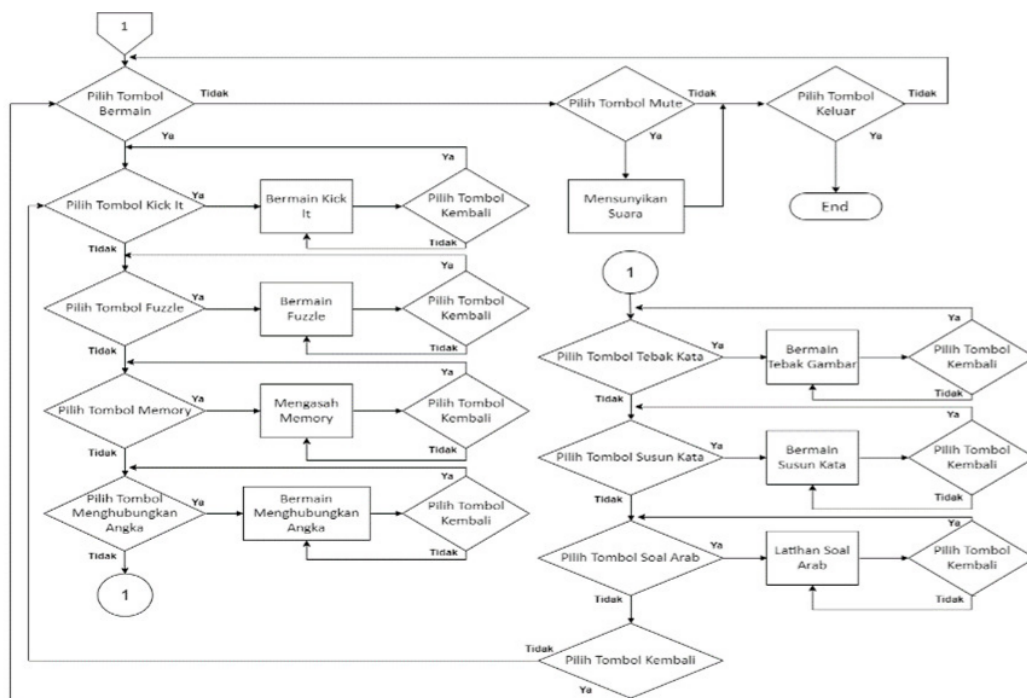 1
Pilih Tombol
Bermain
Tidak
Ya
Pilih Tombol Mute
Tidak
Ya
Mensunyikan
Suara
Pilih Tombol
Keluar
Tidak
Ya
End
Pilih Tombol Kick It
Ya
Tidak
Bermain Kick
It
Pilih Tombol
Kembali
Ya
Tidak
Pilih Tombol Fuzzle
Ya
Tidak
Bermain
Fuzzle
Pilih Tombol
Kembali
Ya
Tidak
Pilih Tombol Memory
Ya
Tidak
Mengasah
Memory
Pilih Tombol
Kembali
Ya
Tidak
Pilih Tombol
Menghubungkan
Angka
Ya
Tidak
Bermain
Menghubungkan
Angka
Pilih Tombol
Kembali
Ya
Tidak
1
1
Pilih Tombol Tebak Kata
Ya
Tidak
Bermain
Tebak Gambar
Pilih Tombol
Kembali
Ya
Tidak
Pilih Tombol Susun Kata
Ya
Tidak
Bermain
Susun Kata
Pilih Tombol
Kembali
Ya
Tidak
Pilih Tombol Soal Arab
Ya
Tidak
Latihan Soal
Arab
Pilih Tombol
Kembali
Ya
Tidak
Pilih Tombol Kembali
Tidak
Ya